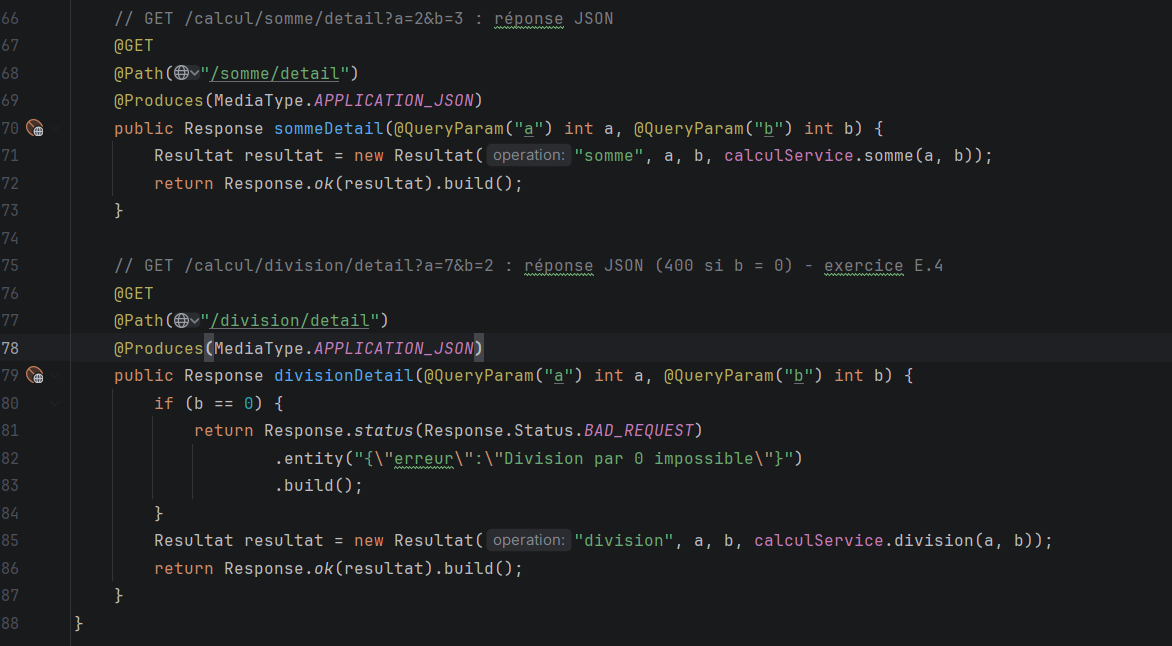 66 // GET /calcul/somme/detail?a=2&b=3 : réponse JSON
67 @GET
68 @Path("/somme/detail")
69 @Produces(MediaType.APPLICATION_JSON)
70 public Response sommeDetail(@QueryParam("a") int a, @QueryParam("b") int b) {
71 Resultat resultat = new Resultat( operation: "somme", a, b, calculService.somme(a, b));
72 return Response.ok(resultat).build();
73 }
74
75 // GET /calcul/division/detail?a=7&b=2 : réponse JSON (400 si b = 0) - exercice E.4
76 @GET
77 @Path("/division/detail")
78 @Produces(MediaType.APPLICATION_JSON)
79 public Response divisionDetail(@QueryParam("a") int a, @QueryParam("b") int b) {
80 if (b == 0) {
81 return Response.status(Response.Status.BAD_REQUEST)
82 .entity("{\"erreur\":\"Division par 0 impossible\"}")
83 .build();
84 }
85 Resultat resultat = new Resultat( operation: "division", a, b, calculService.division(a, b));
86 return Response.ok(resultat).build();
87 }
88 }